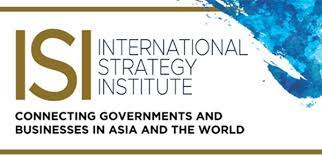 ISI INTERNATIONAL
STRATEGY
INSTITUTE
CONNECTING GOVERNMENTS AND
BUSINESSES IN ASIA AND THE WORLD